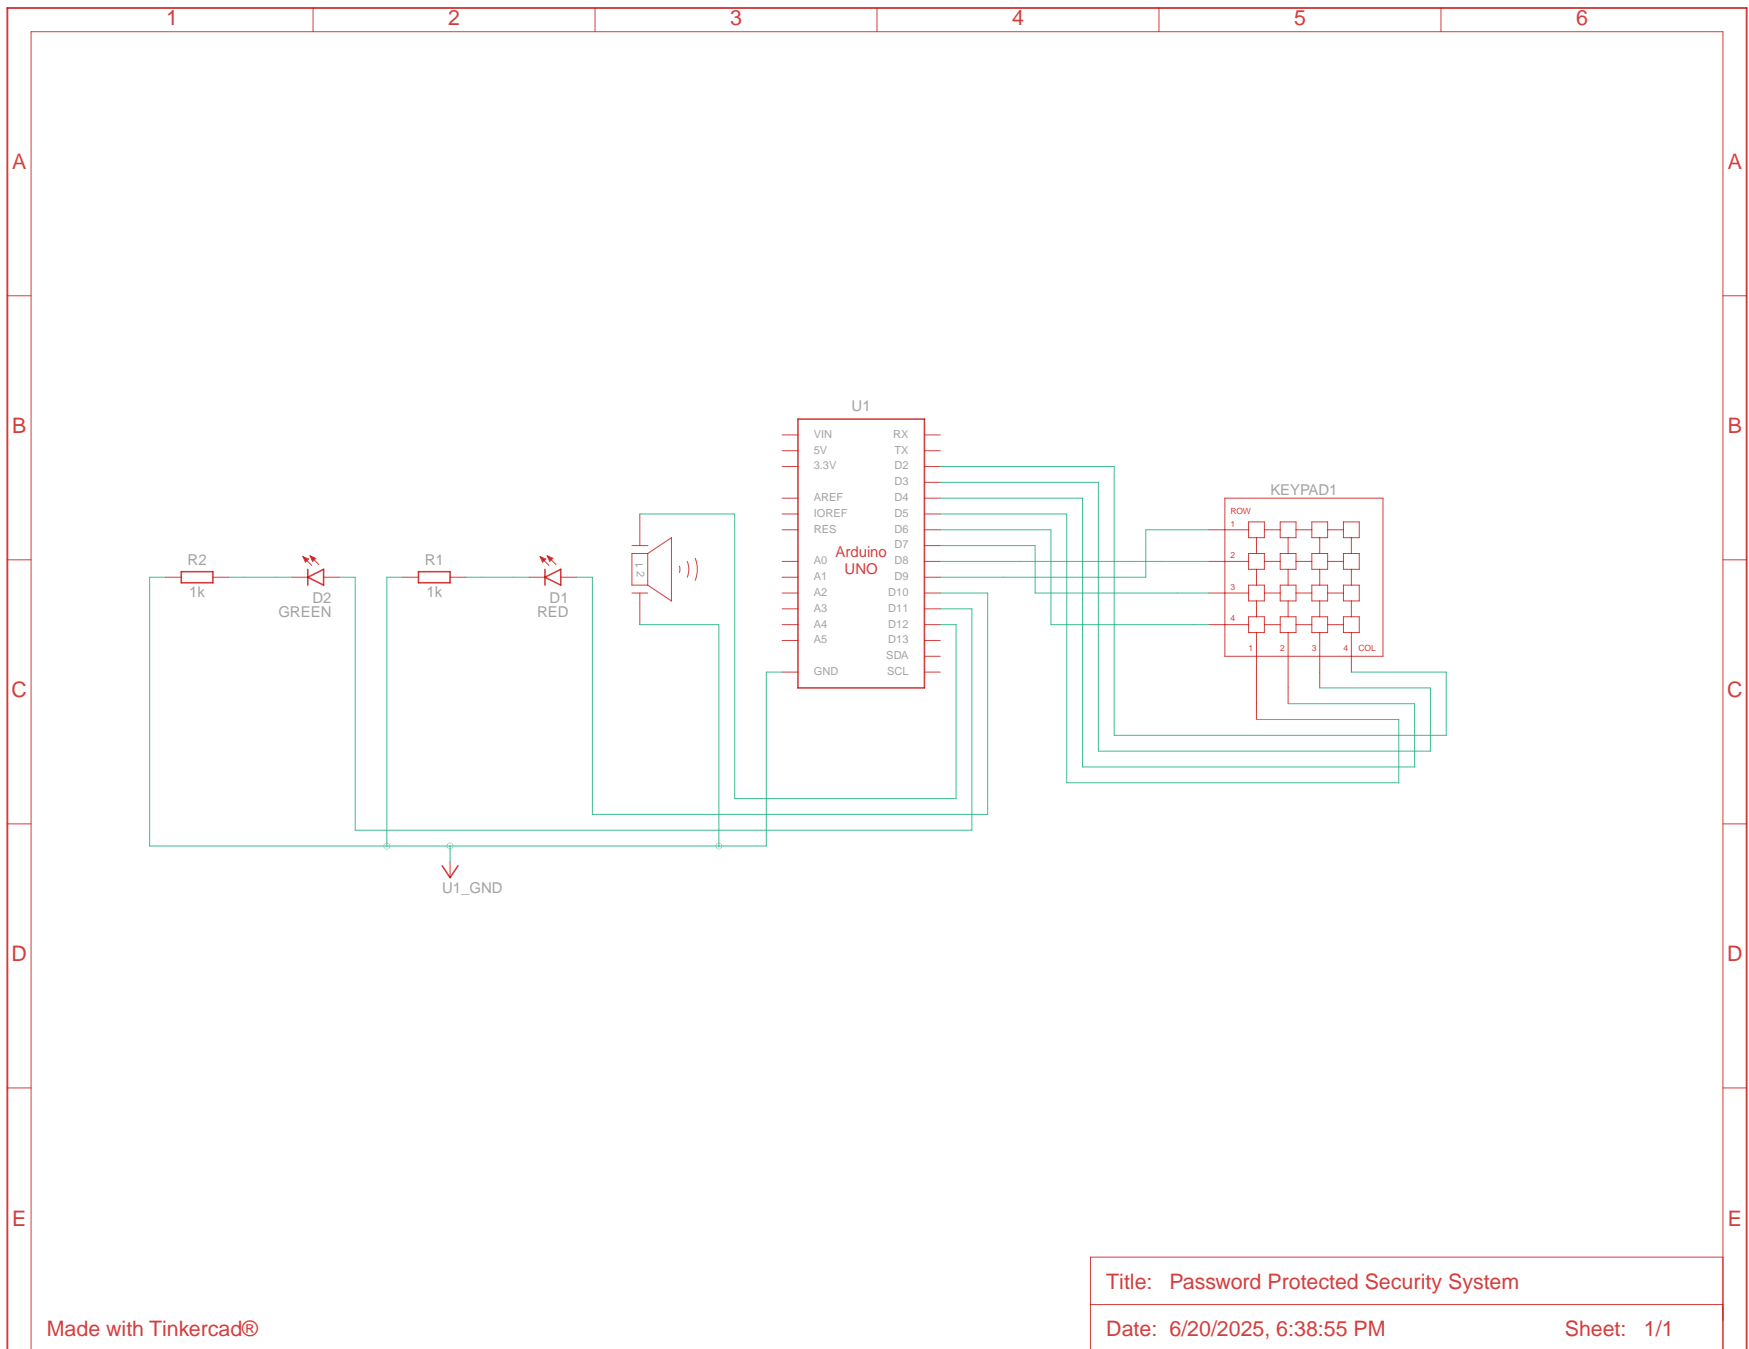 1 2 3 4 5 6
A A
B B
C C
D D
E E
U1
VIN RX
5V TX
3.3V D2
D3
AREF D4
IOREF D5
RES D6
D7
A0 D8
A1 D9
A2 D10
A3 D11
A4 D12
A5 D13
SDA
GND SCL
Arduino
UNO
KEYPAD1
ROW
1
2
3
4
1 2 3 4 COL
R2
1k
D2
GREEN
R1
1k
D1
RED
1 2
U1_GND
Title: Password Protected Security System
Made with Tinkercad®
Date: 6/20/2025, 6:38:55 PM Sheet: 1/1